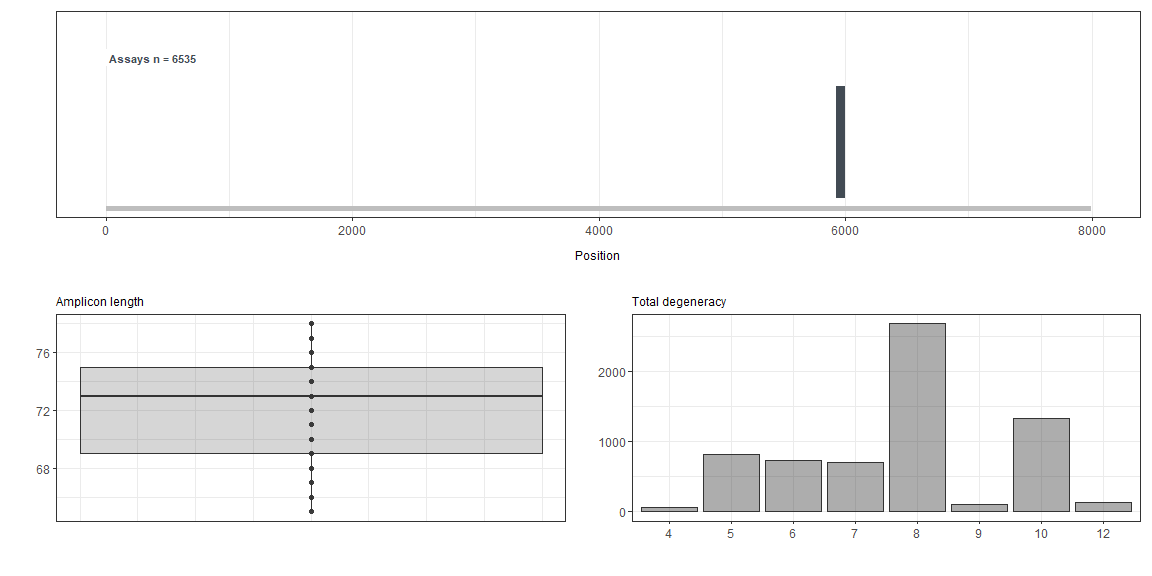 Assays n = 6535
0 2000 4000 6000 8000
Position
Amplicon length
76
72
68
Total degeneracy
2000
1000
0
4 5 6 7 8 9 10 12